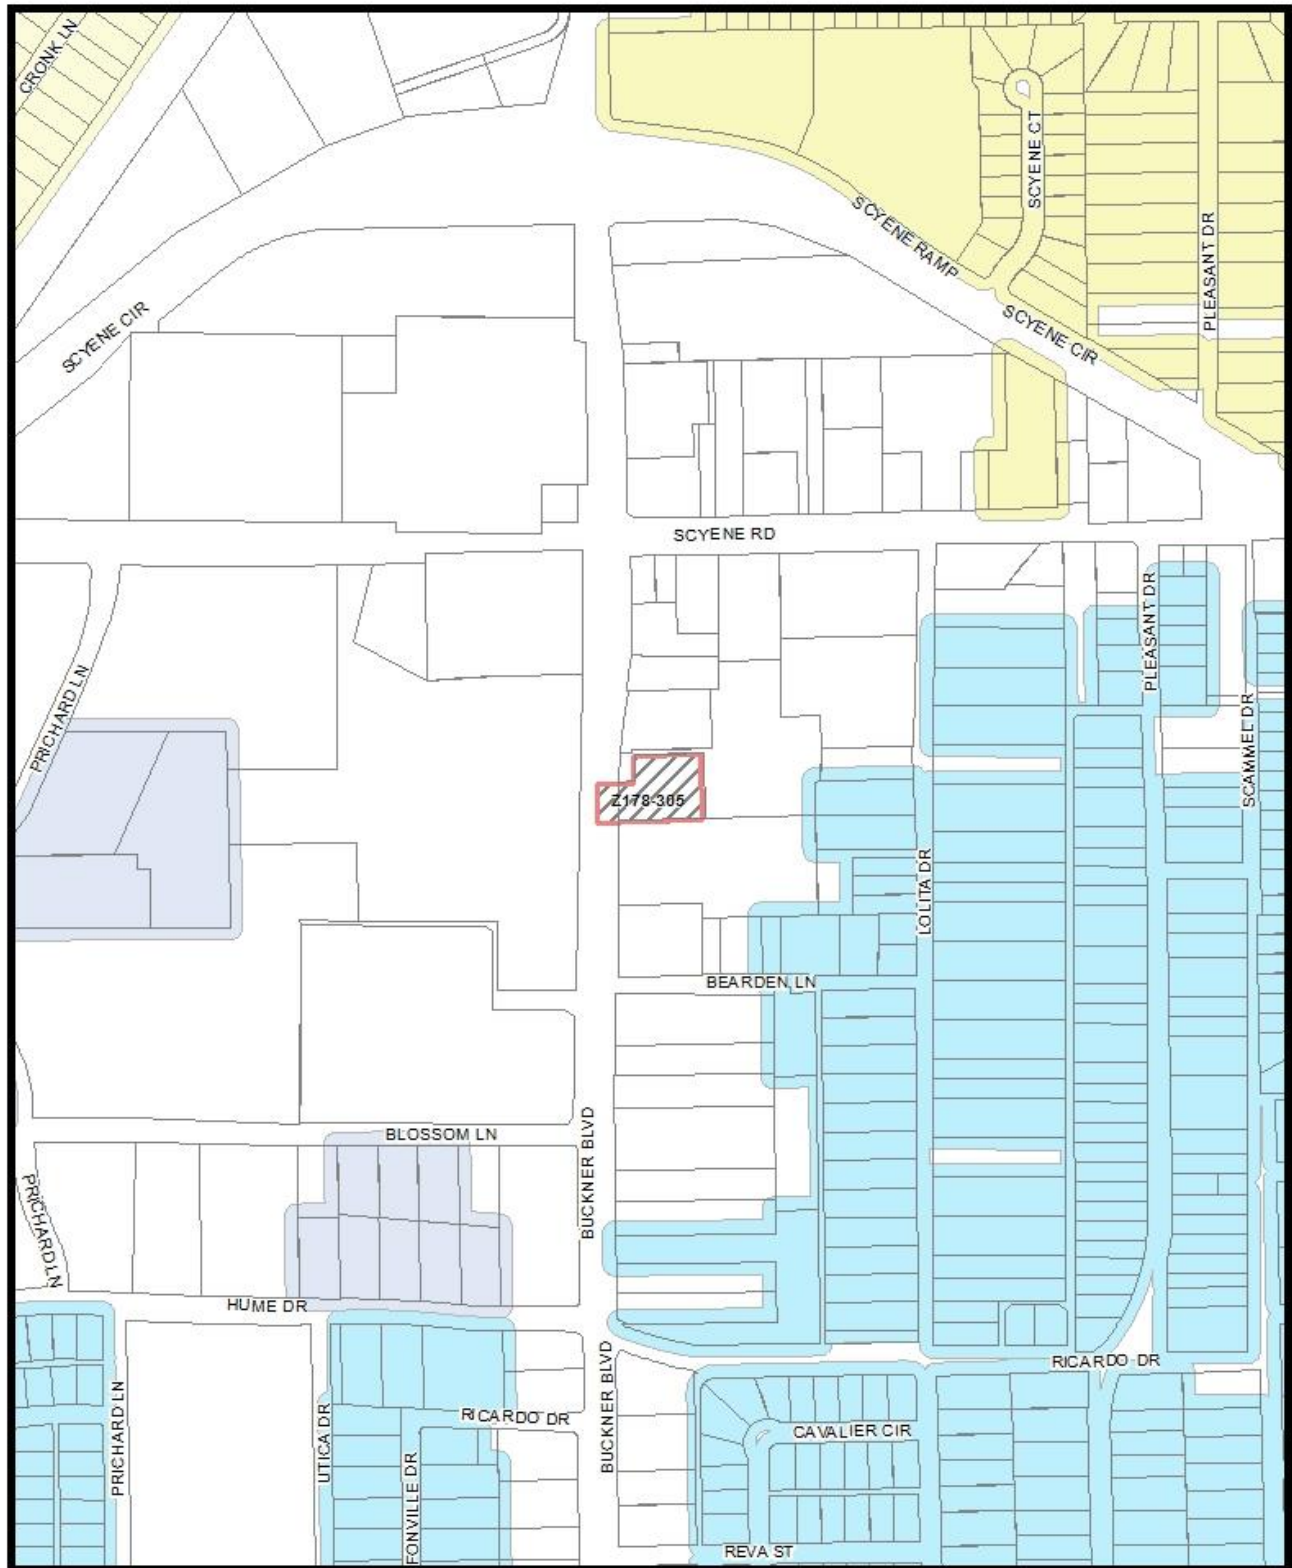 CRONK LN
SCYENE CT
PLEASANT DR
SCYENE RAMP
SCYENE CIR
SCYENE CIR
SCYENE RD
PLEASANT DR
PRICHARD LN
SCAMMEL DR
Z178-305
LOLITA DR
BEARDEN LN
BLOSSOM LN
BUCKNER BLVD
PRICHARD LN
HUME DR
RICARDO DR
BUCKNER BLVD
PRICHARD LN
UTICA DR
RICARDO DR
FONVILLE DR
CAVALIER CIR
REVA ST